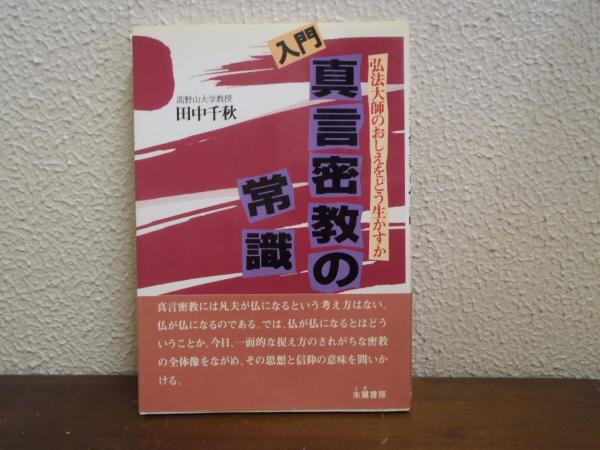 弘法大師のおしえをどう生かすか
入門
真言密教の
常識
高野山大学教授
田中千秋
真言密教には凡夫が仏になるという考え方はない。
仏が仏になるのである。では、仏が仏になるとはどう
いうことか。今日、一面的な捉え方のされがちな密教
の全体像をながめ、その思想と信仰の意味を問いか
ける。
朱鷺書房